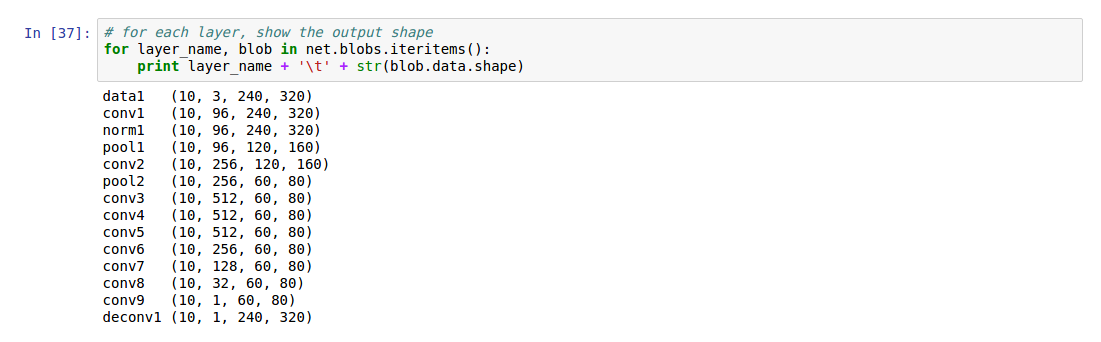 In [37]: # for each layer, show the output shape
for layer_name, blob in net.blobs.iteritems():
    print layer_name + '\t' + str(blob.data.shape)
data1   (10, 3, 240, 320)
conv1   (10, 96, 240, 320)
norm1   (10, 96, 240, 320)
pool1   (10, 96, 120, 160)
conv2   (10, 256, 120, 160)
pool2   (10, 256, 60, 80)
conv3   (10, 512, 60, 80)
conv4   (10, 512, 60, 80)
conv5   (10, 512, 60, 80)
conv6   (10, 256, 60, 80)
conv7   (10, 128, 60, 80)
conv8   (10, 32, 60, 80)
conv9   (10, 1, 60, 80)
deconv1 (10, 1, 240, 320)